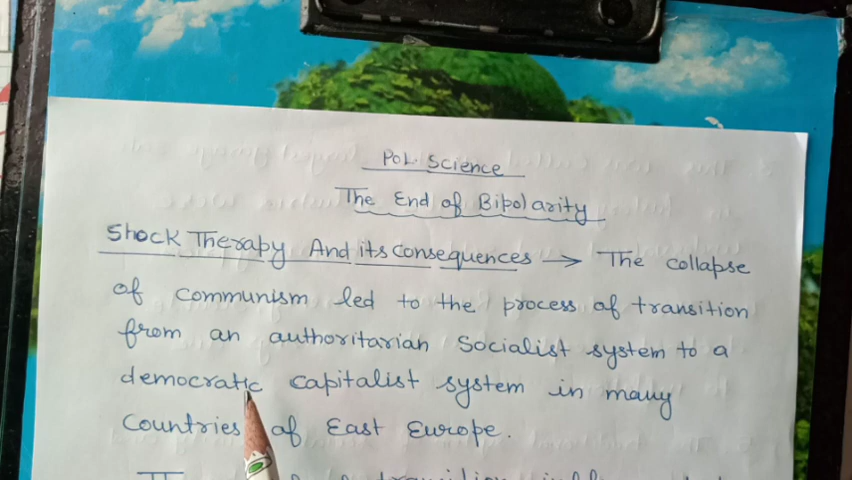 Pol. Science
The End of Bipolarity
Shock Therapy And its consequences → The collapse
of communism led to the process of transition
from an authoritarian Socialist system to a
democratic capitalist system in many
Countries of East Europe.
transition